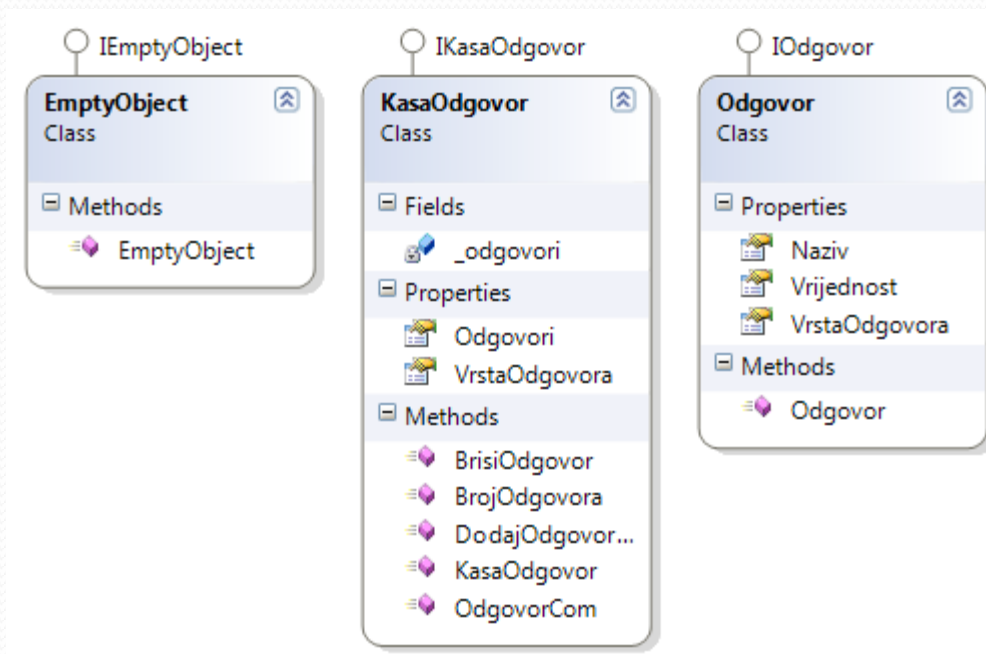 IEmptyObject
EmptyObject
Class
Methods
EmptyObject
IKasaOdgovor
KasaOdgovor
Class
Fields
_odgovori
Properties
Odgovori
VrstaOdgovora
Methods
BrisiOdgovor
BrojOdgovora
DodajOdgovor...
KasaOdgovor
OdgovorCom
IOdgovor
Odgovor
Class
Properties
Naziv
Vrijednost
VrstaOdgovora
Methods
Odgovor